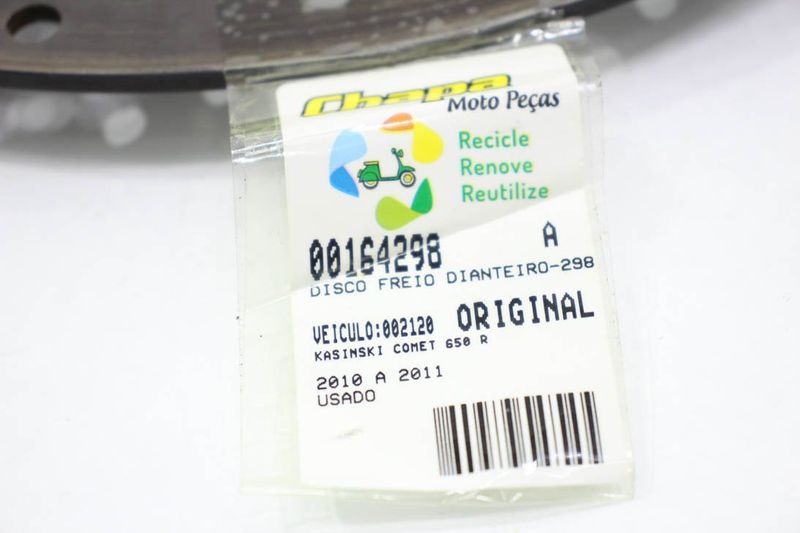 Chapa
Moto Peças
Recicle
Renove
Reutilize
00164298 A
DISCO FREIO DIANTEIRO-298
VEICULO:002120 ORIGINAL
KASINSKI COMET 650 R
2010 A 2011
USADO